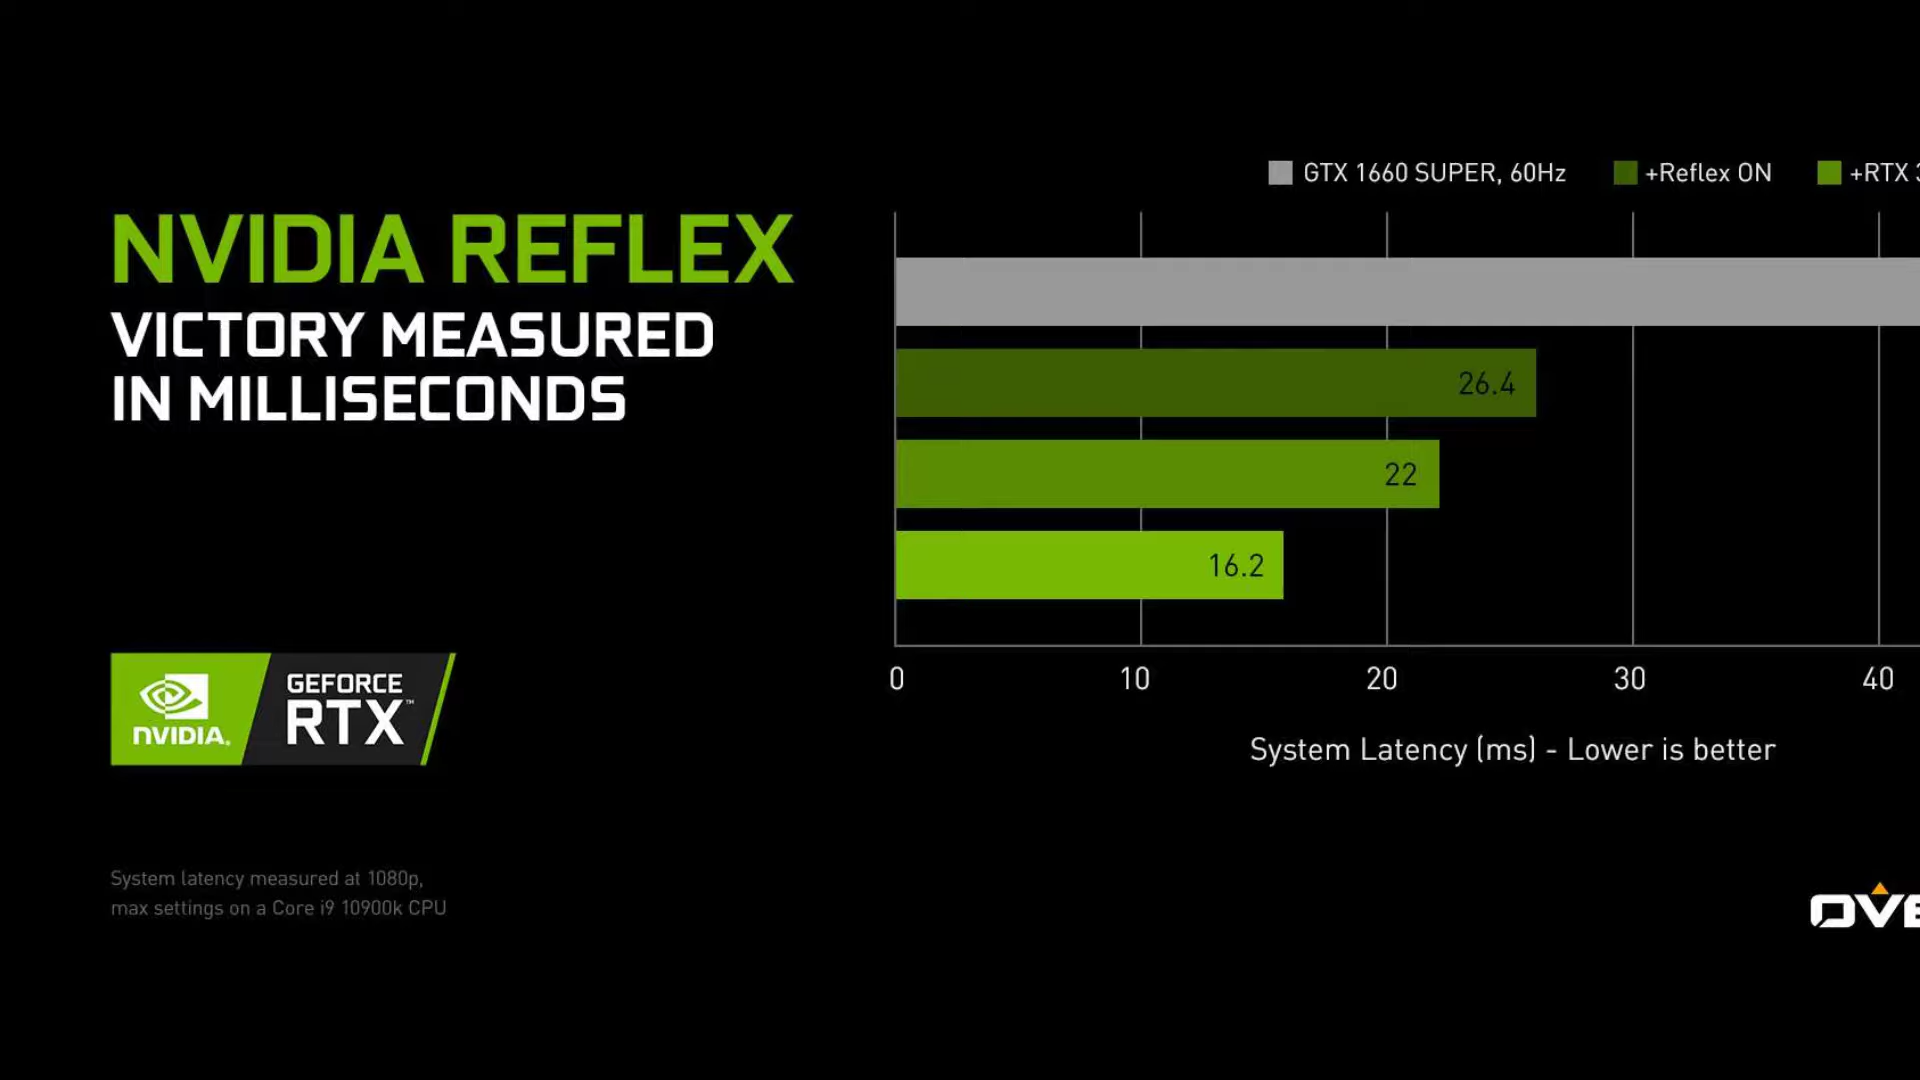 GTX 1660 SUPER, 60Hz +Reflex ON +RTX
NVIDIA REFLEX
VICTORY MEASURED
IN MILLISECONDS
26.4
22
16.2
0 10 20 30 40
System Latency (ms) - Lower is better
NVIDIA.
GEFORCE
RTX™
System latency measured at 1080p,
max settings on a Core i9 10900k CPU